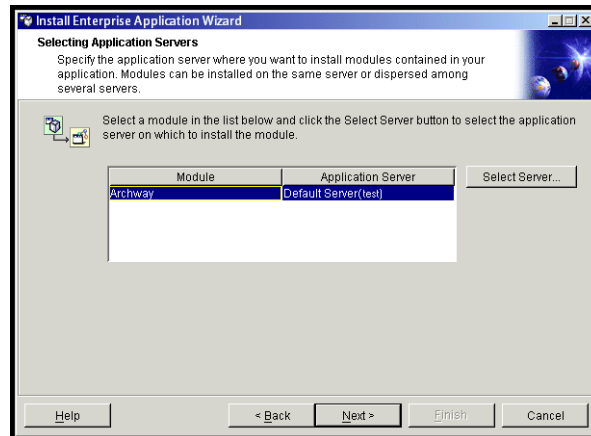 Install Enterprise Application Wizard
Selecting Application Servers
Specify the application server where you want to install modules contained in your
application. Modules can be installed on the same server or dispersed among
several servers.
Select a module in the list below and click the Select Server button to select the application
server on which to install the module.
Module Application Server Select Server...
Archway Default Server(test)
Help < Back Next > Finish Cancel